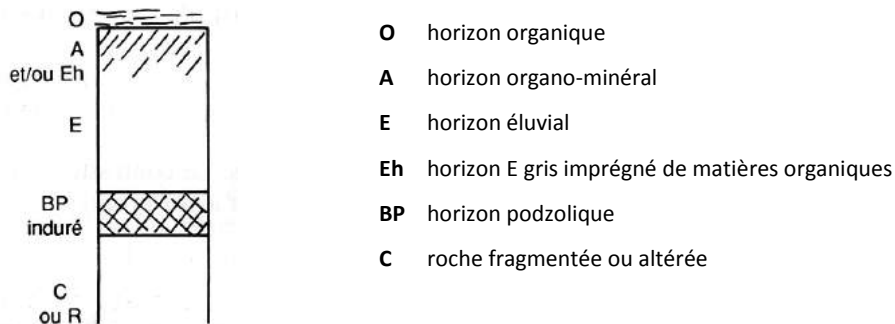 O
A
et/ou Eh
E
BP
induré
C
ou R
O horizon organique
A horizon organo-minéral
E horizon éluvial
Eh horizon E gris imprégné de matières organiques
BP horizon podzolique
C roche fragmentée ou altérée